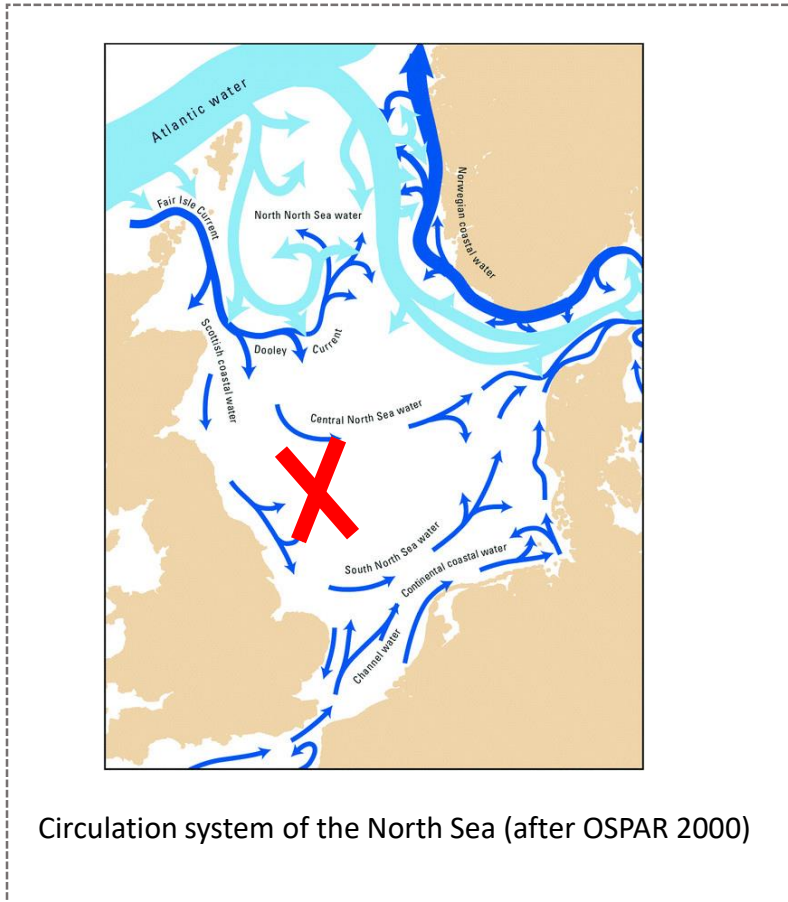 Atlantic water
Fair Isle Current
North North Sea water
Norwegian coastal water
Scottish coastal water
Dooley Current
Central North Sea water
South North Sea water
Continental coastal water
Channel water
Circulation system of the North Sea (after OSPAR 2000)